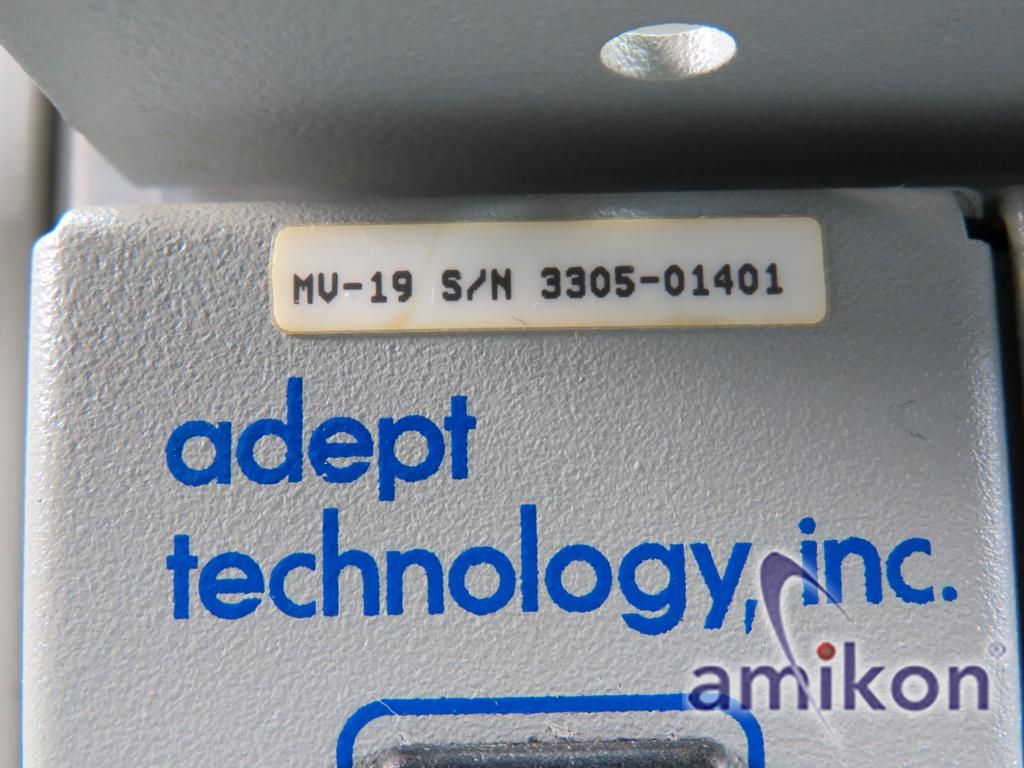 MV-19 S/N 3305-01401
adept
technology, inc.
amikon®